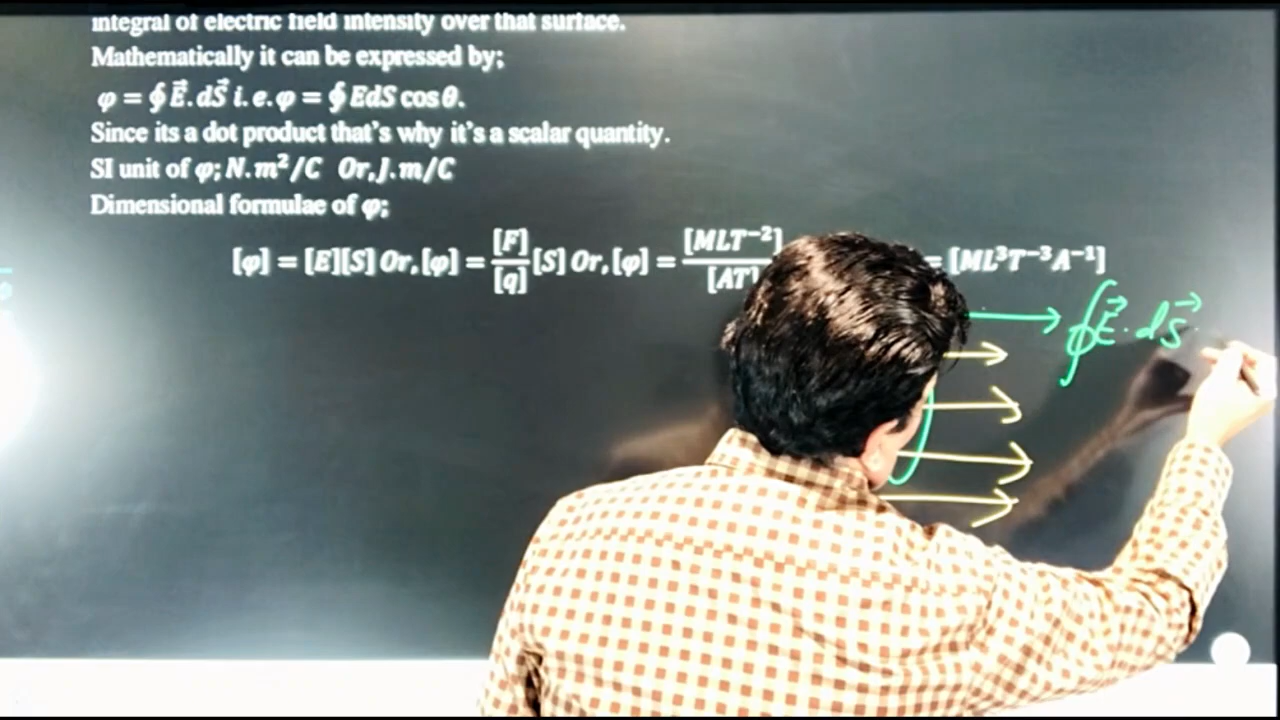 integral of electric field intensity over that surface.
Mathematically it can be expressed by;
φ = ∮ E⃗. dS⃗ i. e. φ = ∮ EdS cos θ.
Since its a dot product that's why it's a scalar quantity.
SI unit of φ; N. m²/C Or, J. m/C
Dimensional formulae of φ;
[φ] = [E][S] Or, [φ] = [F]/[q] [S] Or, [φ] = [MLT⁻²]/[AT] = [ML³T⁻³A⁻¹]
∮ E⃗ . dS⃗